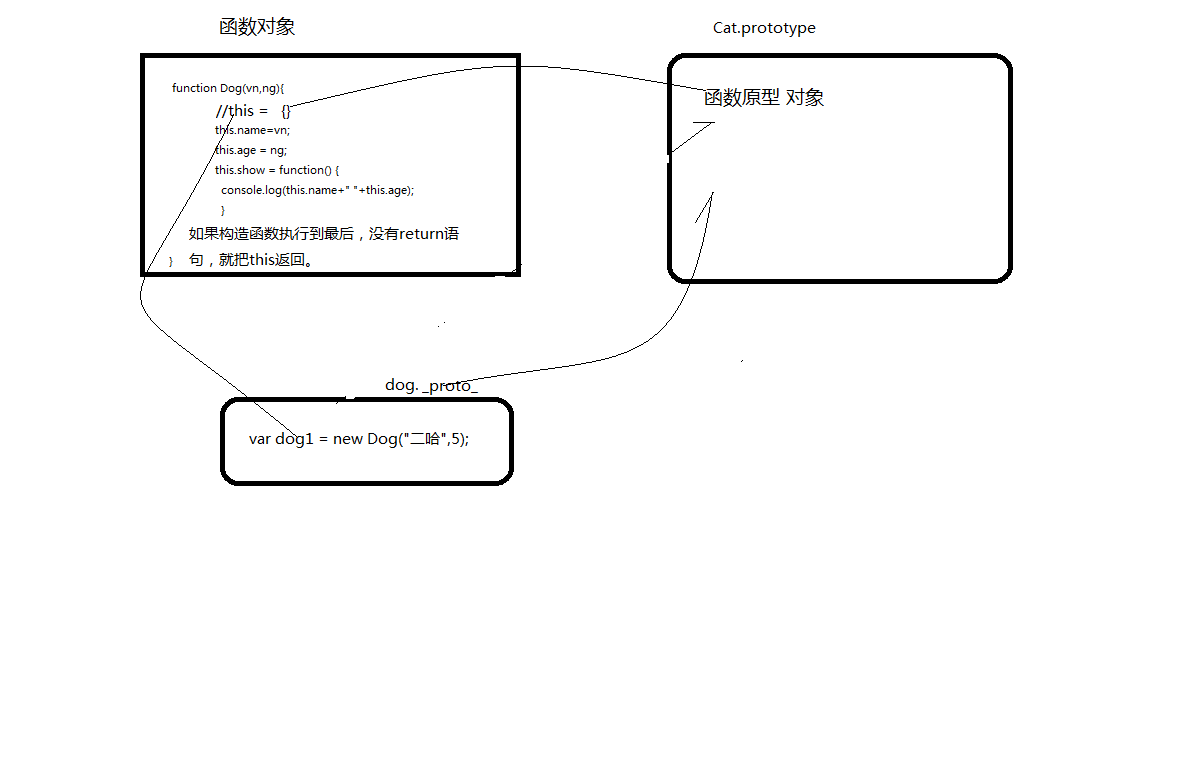 函数对象
function Dog(vn,ng){
//this = {}
this.name=vn;
this.age = ng;
this.show = function() {
console.log(this.name+" "+this.age);
}
如果构造函数执行到最后，没有return语
句，就把this返回。
}
Cat.prototype
函数原型 对象
dog. _proto_
var dog1 = new Dog("二哈",5);